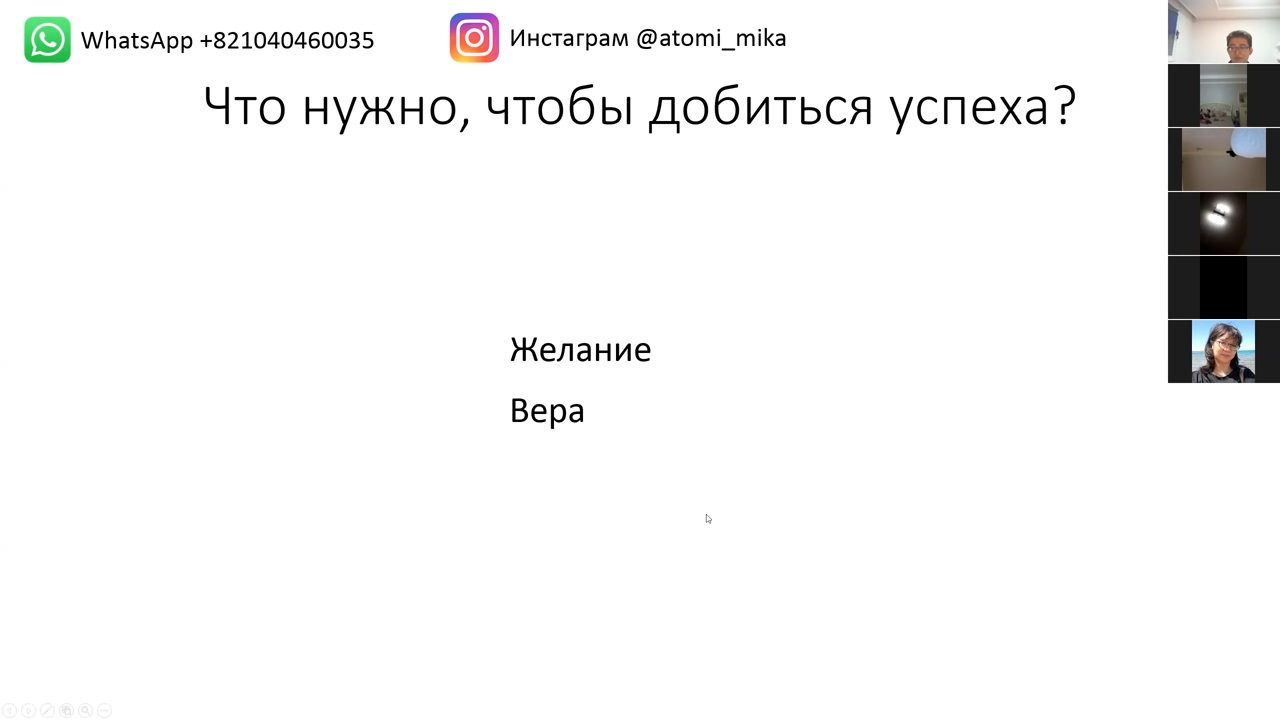 WhatsApp +821040460035
Инстаграм @atomi_mika
Что нужно, чтобы добиться успеха?
Желание
Вера